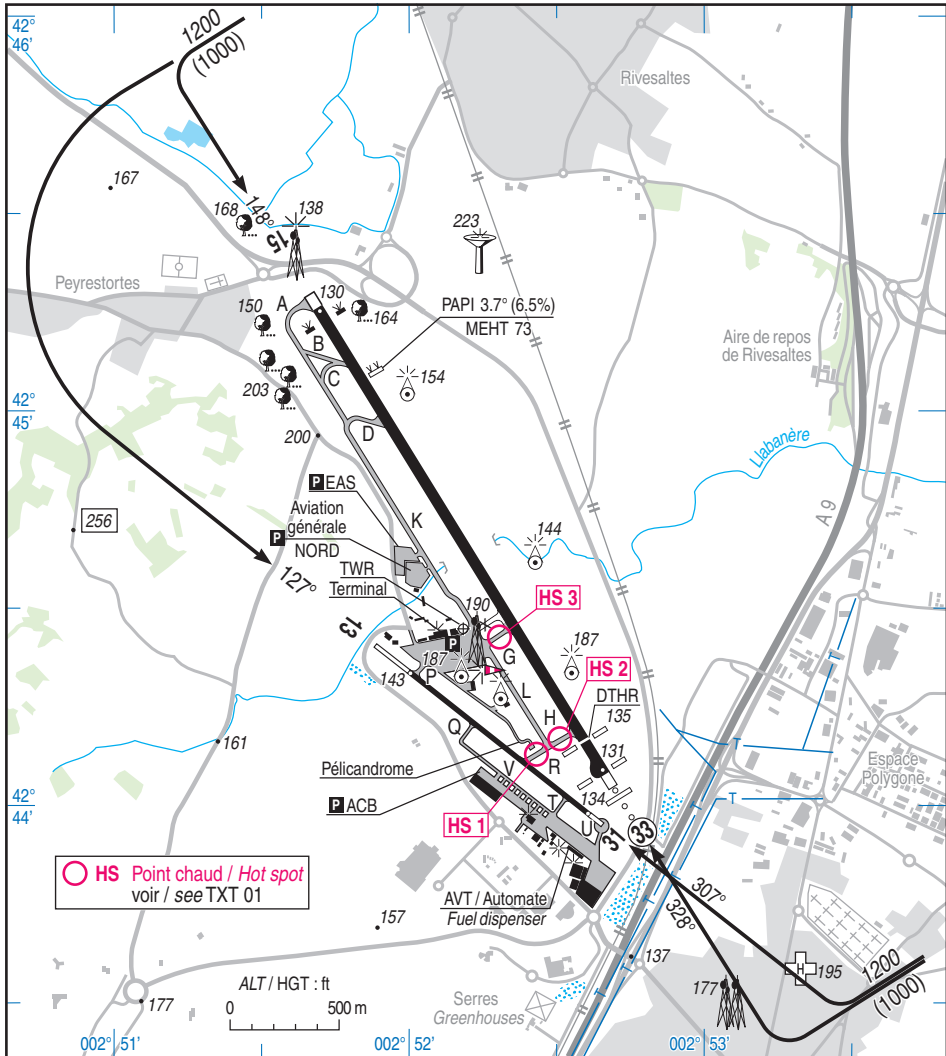 42°
46'
1200
(1000)
Rivesaltes
167
168
148°
15
138
223
Peyrestortes
A
130
150
164
PAPI 3.7° (6.5%)
MEHT 73
B
C
154
203
Aire de repos
de Rivesaltes
42°
45'
200
D
Llabanère
P EAS
K
A 9
256
Aviation
générale
P
NORD
144
127°
TWR
Terminal
190
HS 3
13
P
G
187
187
HS 2
143
P
L
DTHR
H
135
Q
161
131
Espace
Polygone
Pélicandrome
V
R
T
T
P ACB
134
T
42°
44'
HS 1
U
31
33
HS Point chaud / Hot spot
voir / see TXT 01
307°
328°
AVT / Automate
Fuel dispenser
157
137
T
H
195
1200
(1000)
177
177
ALT / HGT : ft
0
500 m
Serres
Greenhouses
002° 51'
002° 52'
002° 53'